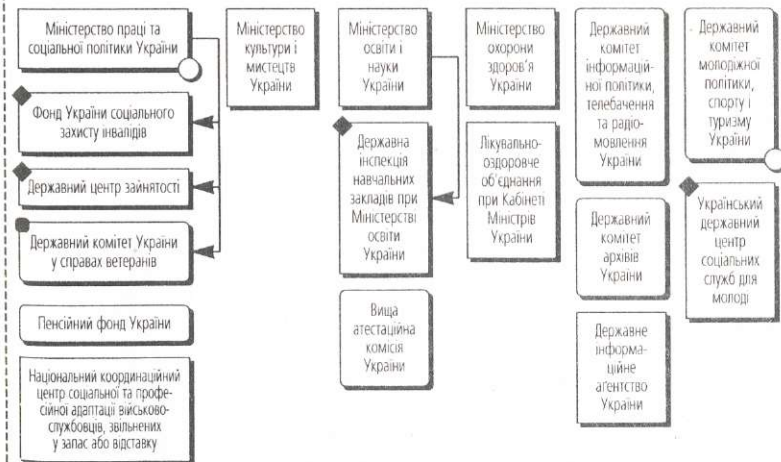 Міністерство праці та
соціальної політики України
Фонд України соціального
захисту інвалідів
Державний центр зайнятості
Державний комітет України
у справах ветеранів
Пенсійний фонд України
Національний координаційний
центр соціальної та профе-
сійної адаптації військово-
службовців, звільнених
у запас або відставку
Міністерство
культури і
мистецтв
України
Міністерство
освіти і
науки
України
Державна
інспекція
навчальних
закладів при
Міністерстві
освіти
України
Вища
атестаційна
комісія
України
Міністерство
охорони
здоров'я
України
Лікувально-
оздоровче
об'єднання
при Кабінеті
Міністрів
України
Державний
комітет
інформацій-
ної політики,
телебачення
та радіо-
мовлення
України
Державний
комітет
архівів
України
Державне
інформа-
ційне
агентство
України
Державний
комітет
молодіжної
політики,
спорту і
туризму
України
Український
державний
центр
соціальних
служб для
молоді